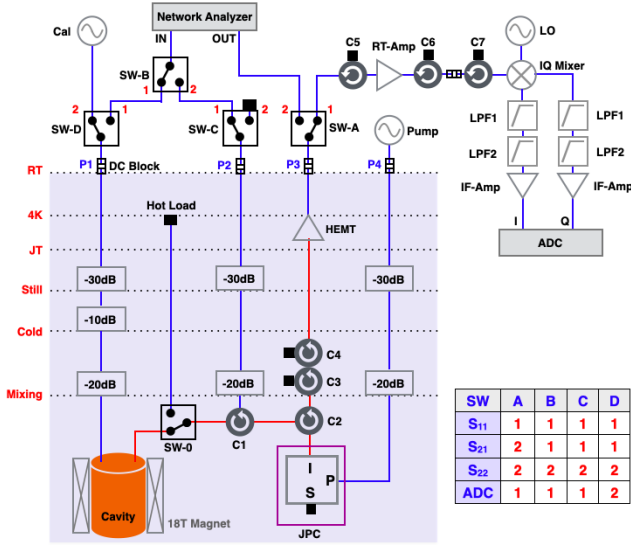 Network Analyzer
Cal
IN
OUT
LO
C5
RT-Amp
C6
C7
IQ Mixer
SW-B
1
2
2
1
SW-D
1
2
SW-C
2
1
SW-A
Pump
LPF1
LPF1
LPF2
LPF2
IF-Amp
IF-Amp
I
Q
ADC
P1
DC Block
P2
P3
P4
RT
Hot Load
4K
HEMT
JT
-30dB
-30dB
-30dB
Still
-10dB
Cold
C4
C3
-20dB
-20dB
-20dB
Mixing
SW-0
C1
C2
I
P
S
JPC
Cavity
18T Magnet
SW A B C D
S11 1 1 1 1
S21 2 1 1 1
S22 2 2 2 2
ADC 1 1 1 2